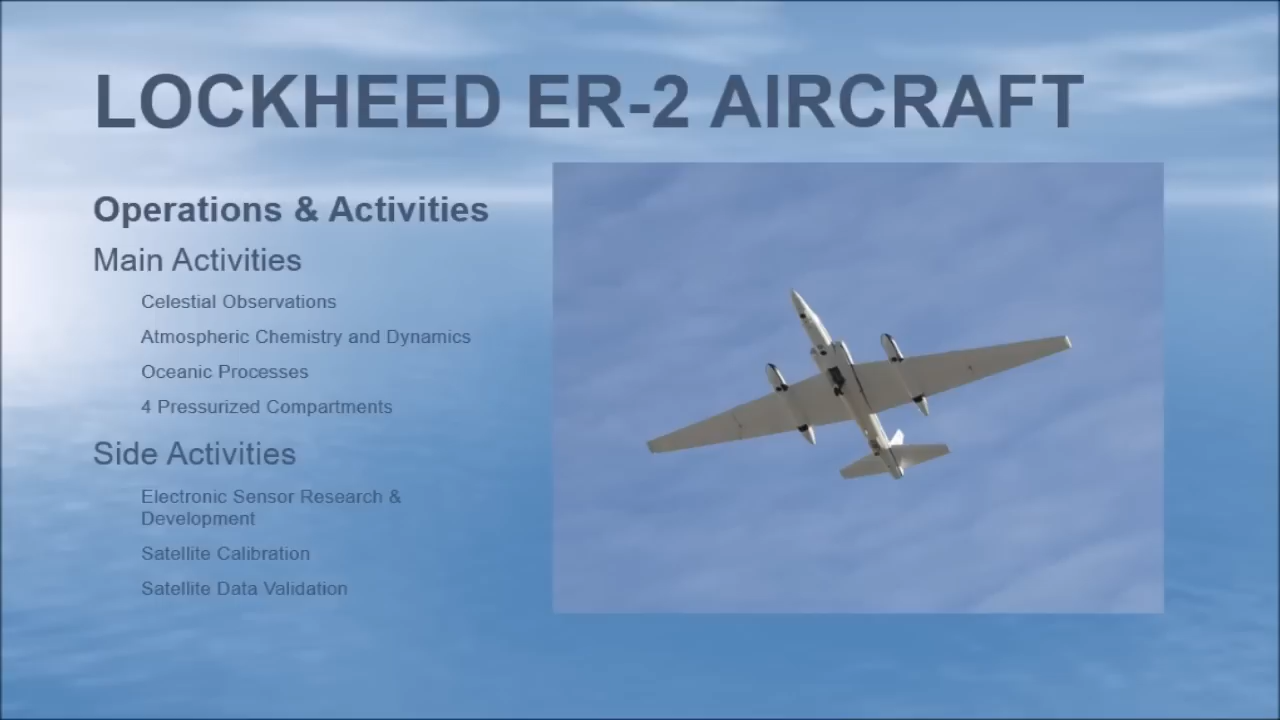 LOCKHEED ER-2 AIRCRAFT
Operations & Activities
Main Activities
Celestial Observations
Atmospheric Chemistry and Dynamics
Oceanic Processes
4 Pressurized Compartments
Side Activities
Electronic Sensor Research &
Development
Satellite Calibration
Satellite Data Validation